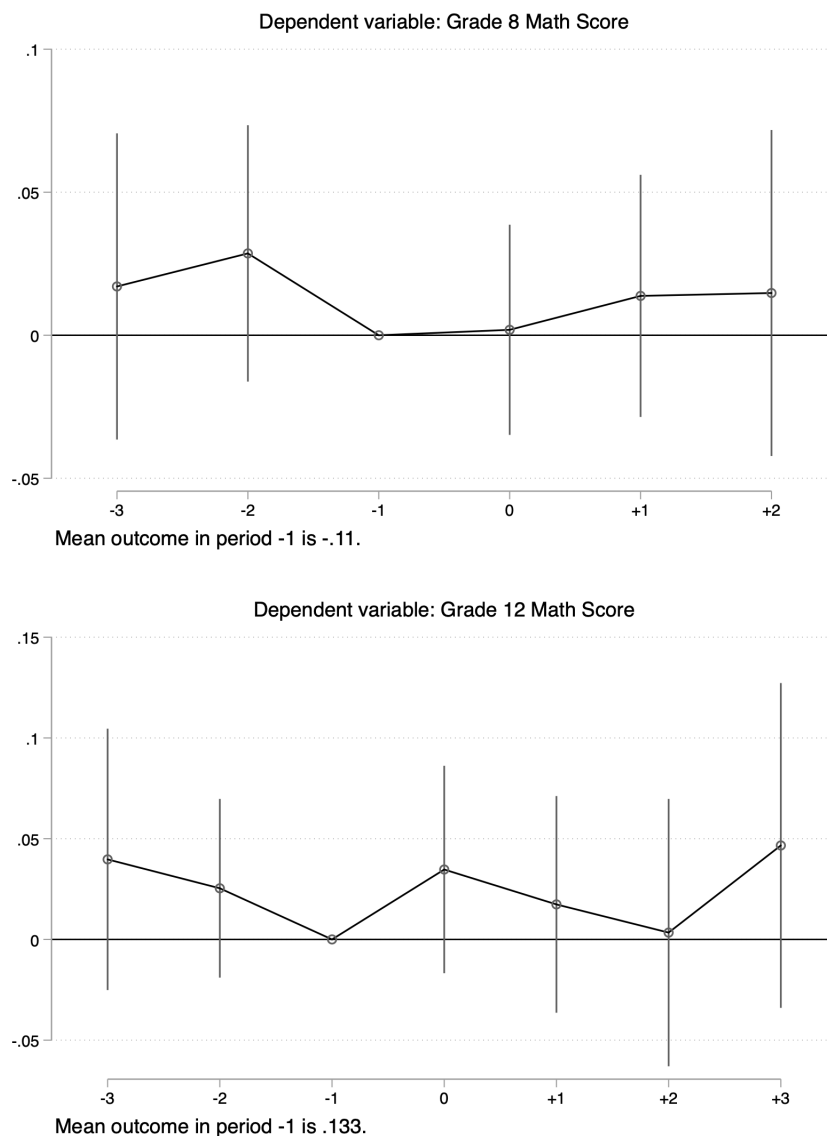 Dependent variable: Grade 8 Math Score
.1
.05
0
-.05
-3 -2 -1 0 +1 +2
Mean outcome in period -1 is -.11.
Dependent variable: Grade 12 Math Score
.15
.1
.05
0
-.05
-3 -2 -1 0 +1 +2 +3
Mean outcome in period -1 is .133.